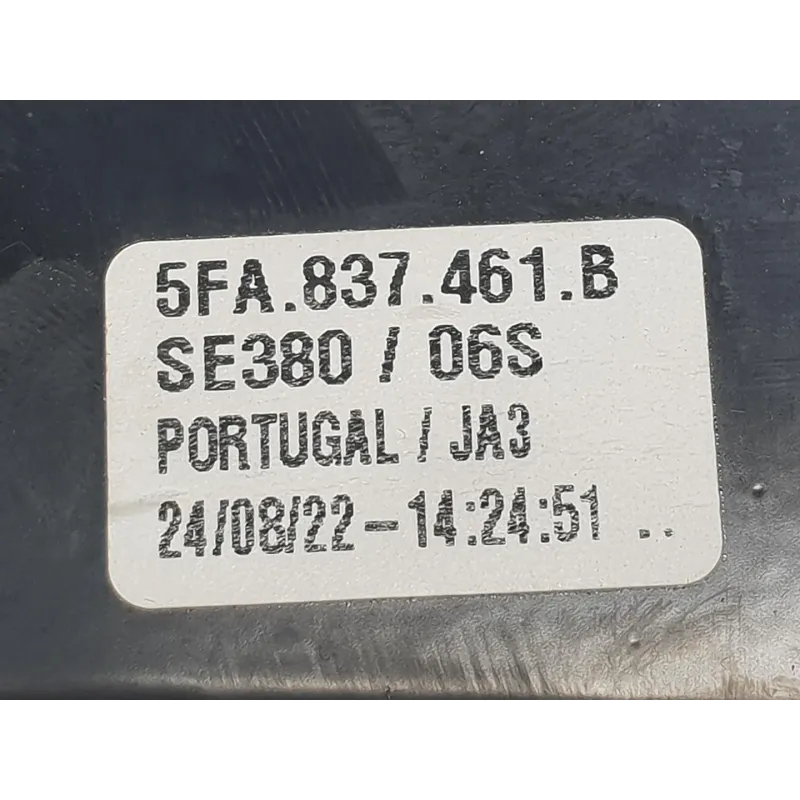 5FA.837.461.B
SE380 / 06S
PORTUGAL / JA3
24/08/22-14:24:51 ..